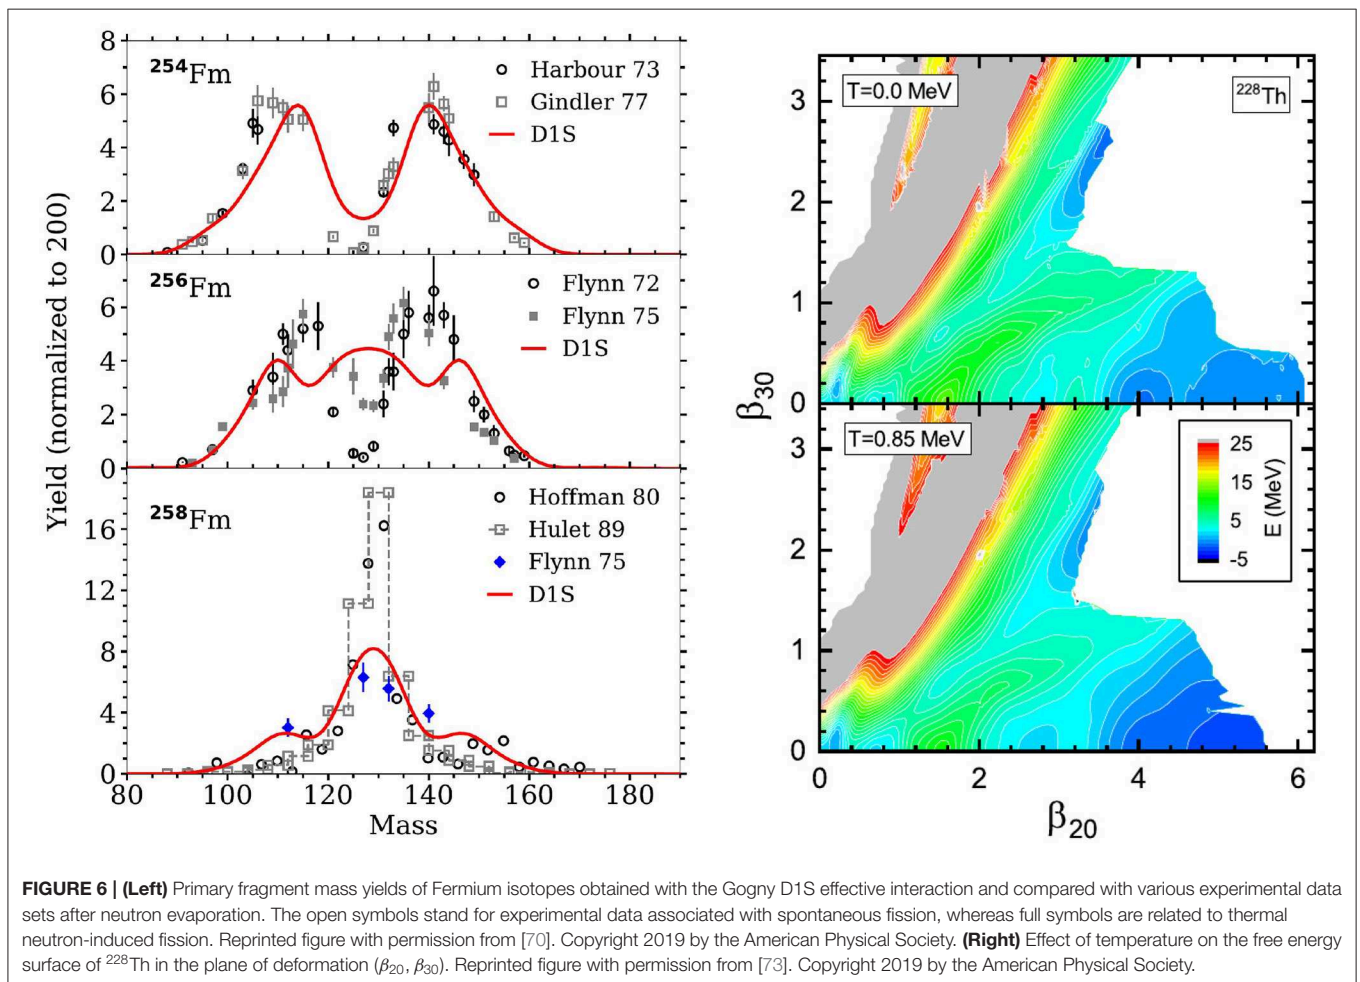 8
6
4
2
0
²⁵⁴Fm
Harbour 73
Gindler 77
D1S
6
4
2
0
²⁵⁶Fm
Flynn 72
Flynn 75
D1S
16
12
8
4
0
²⁵⁸Fm
Hoffman 80
Hulet 89
Flynn 75
D1S
80 100 120 140 160 180
Mass
Yield (normalized to 200)
3
2
1
0
T=0.0 MeV
²²⁸Th
3
2
1
0
T=0.85 MeV
25
15
5
-5
E (MeV)
0 2 4 6
β₂₀
β₃₀
FIGURE 6 | (Left) Primary fragment mass yields of Fermium isotopes obtained with the Gogny D1S effective interaction and compared with various experimental data
sets after neutron evaporation. The open symbols stand for experimental data associated with spontaneous fission, whereas full symbols are related to thermal
neutron-induced fission. Reprinted figure with permission from [70]. Copyright 2019 by the American Physical Society. (Right) Effect of temperature on the free energy
surface of ²²⁸Th in the plane of deformation (β₂₀, β₃₀). Reprinted figure with permission from [73]. Copyright 2019 by the American Physical Society.